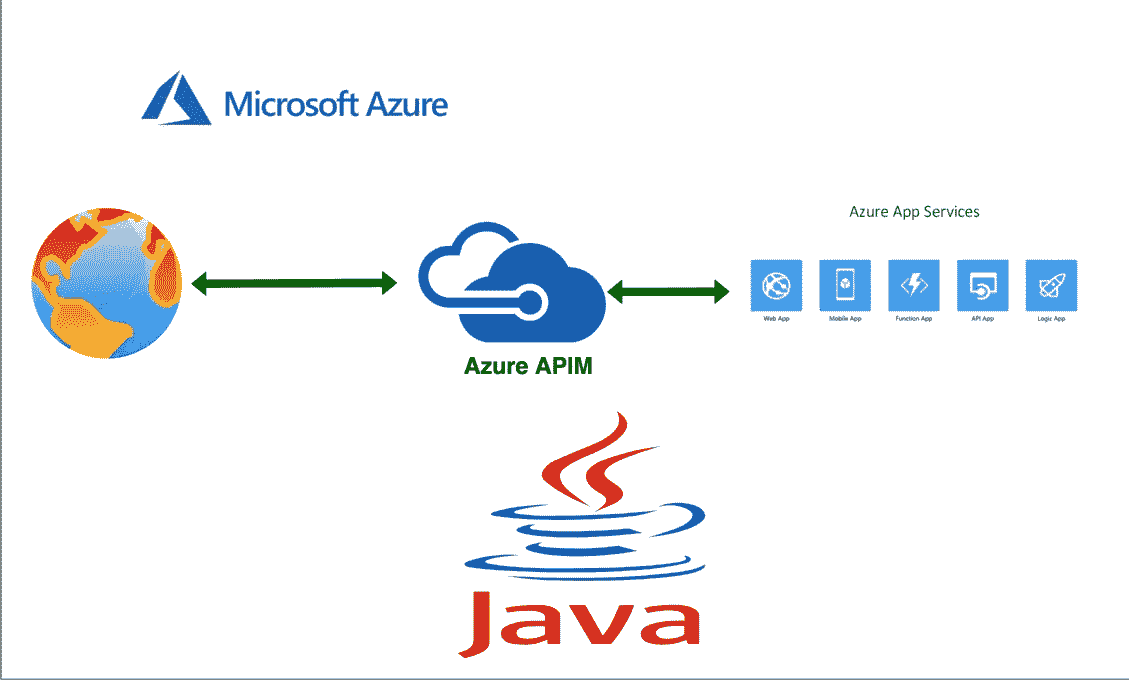 Microsoft Azure
Azure App Services
Web App
Mobile App
Function App
API App
Logic App
Azure APIM
Java